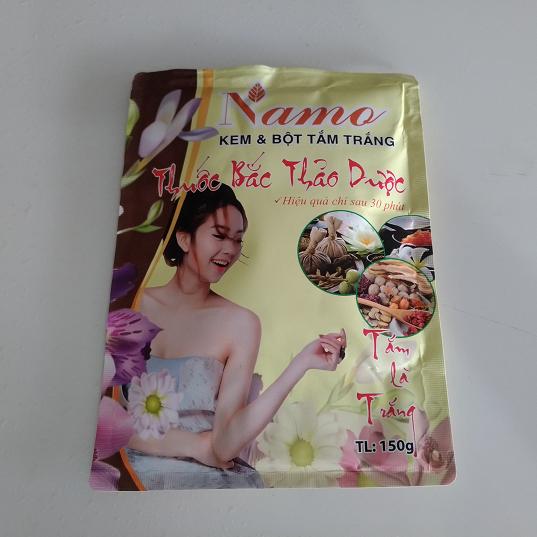 Namo
KEM & BỘT TẮM TRẮNG
Thuốc Bắc Thảo Dược
✓Hiệu quả chỉ sau 30 phút
Tắm
là
Trắng
TL: 150g